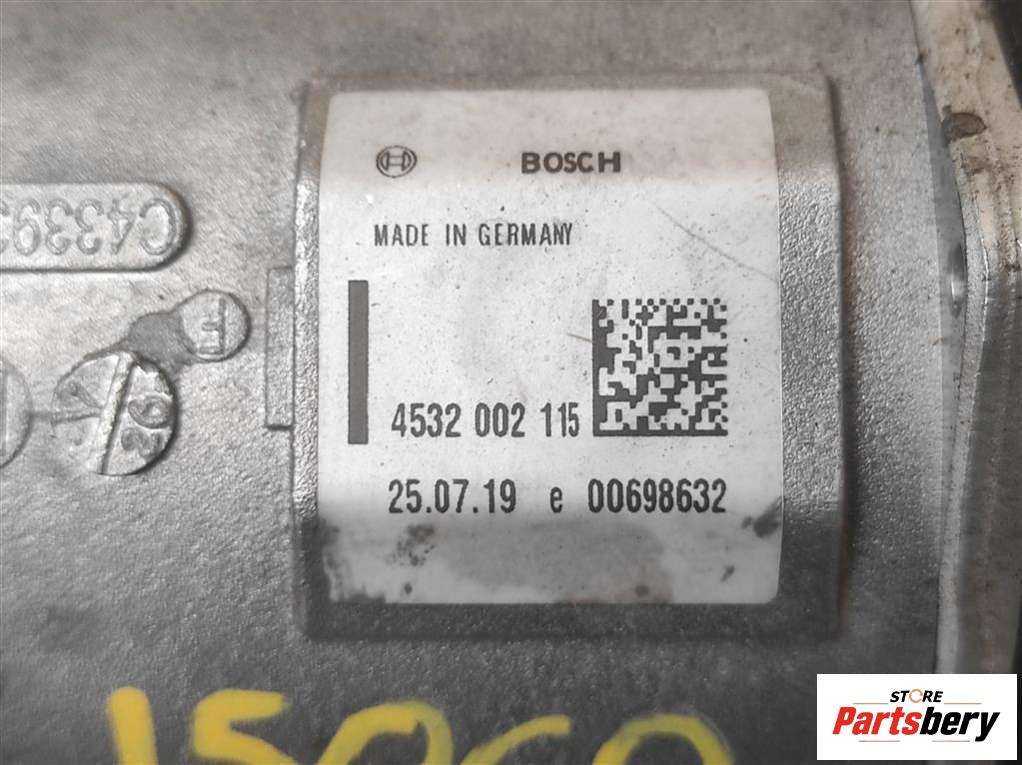 BOSCH
MADE IN GERMANY
4532 002 115
25.07.19 e 00698632
STORE
Partsbery